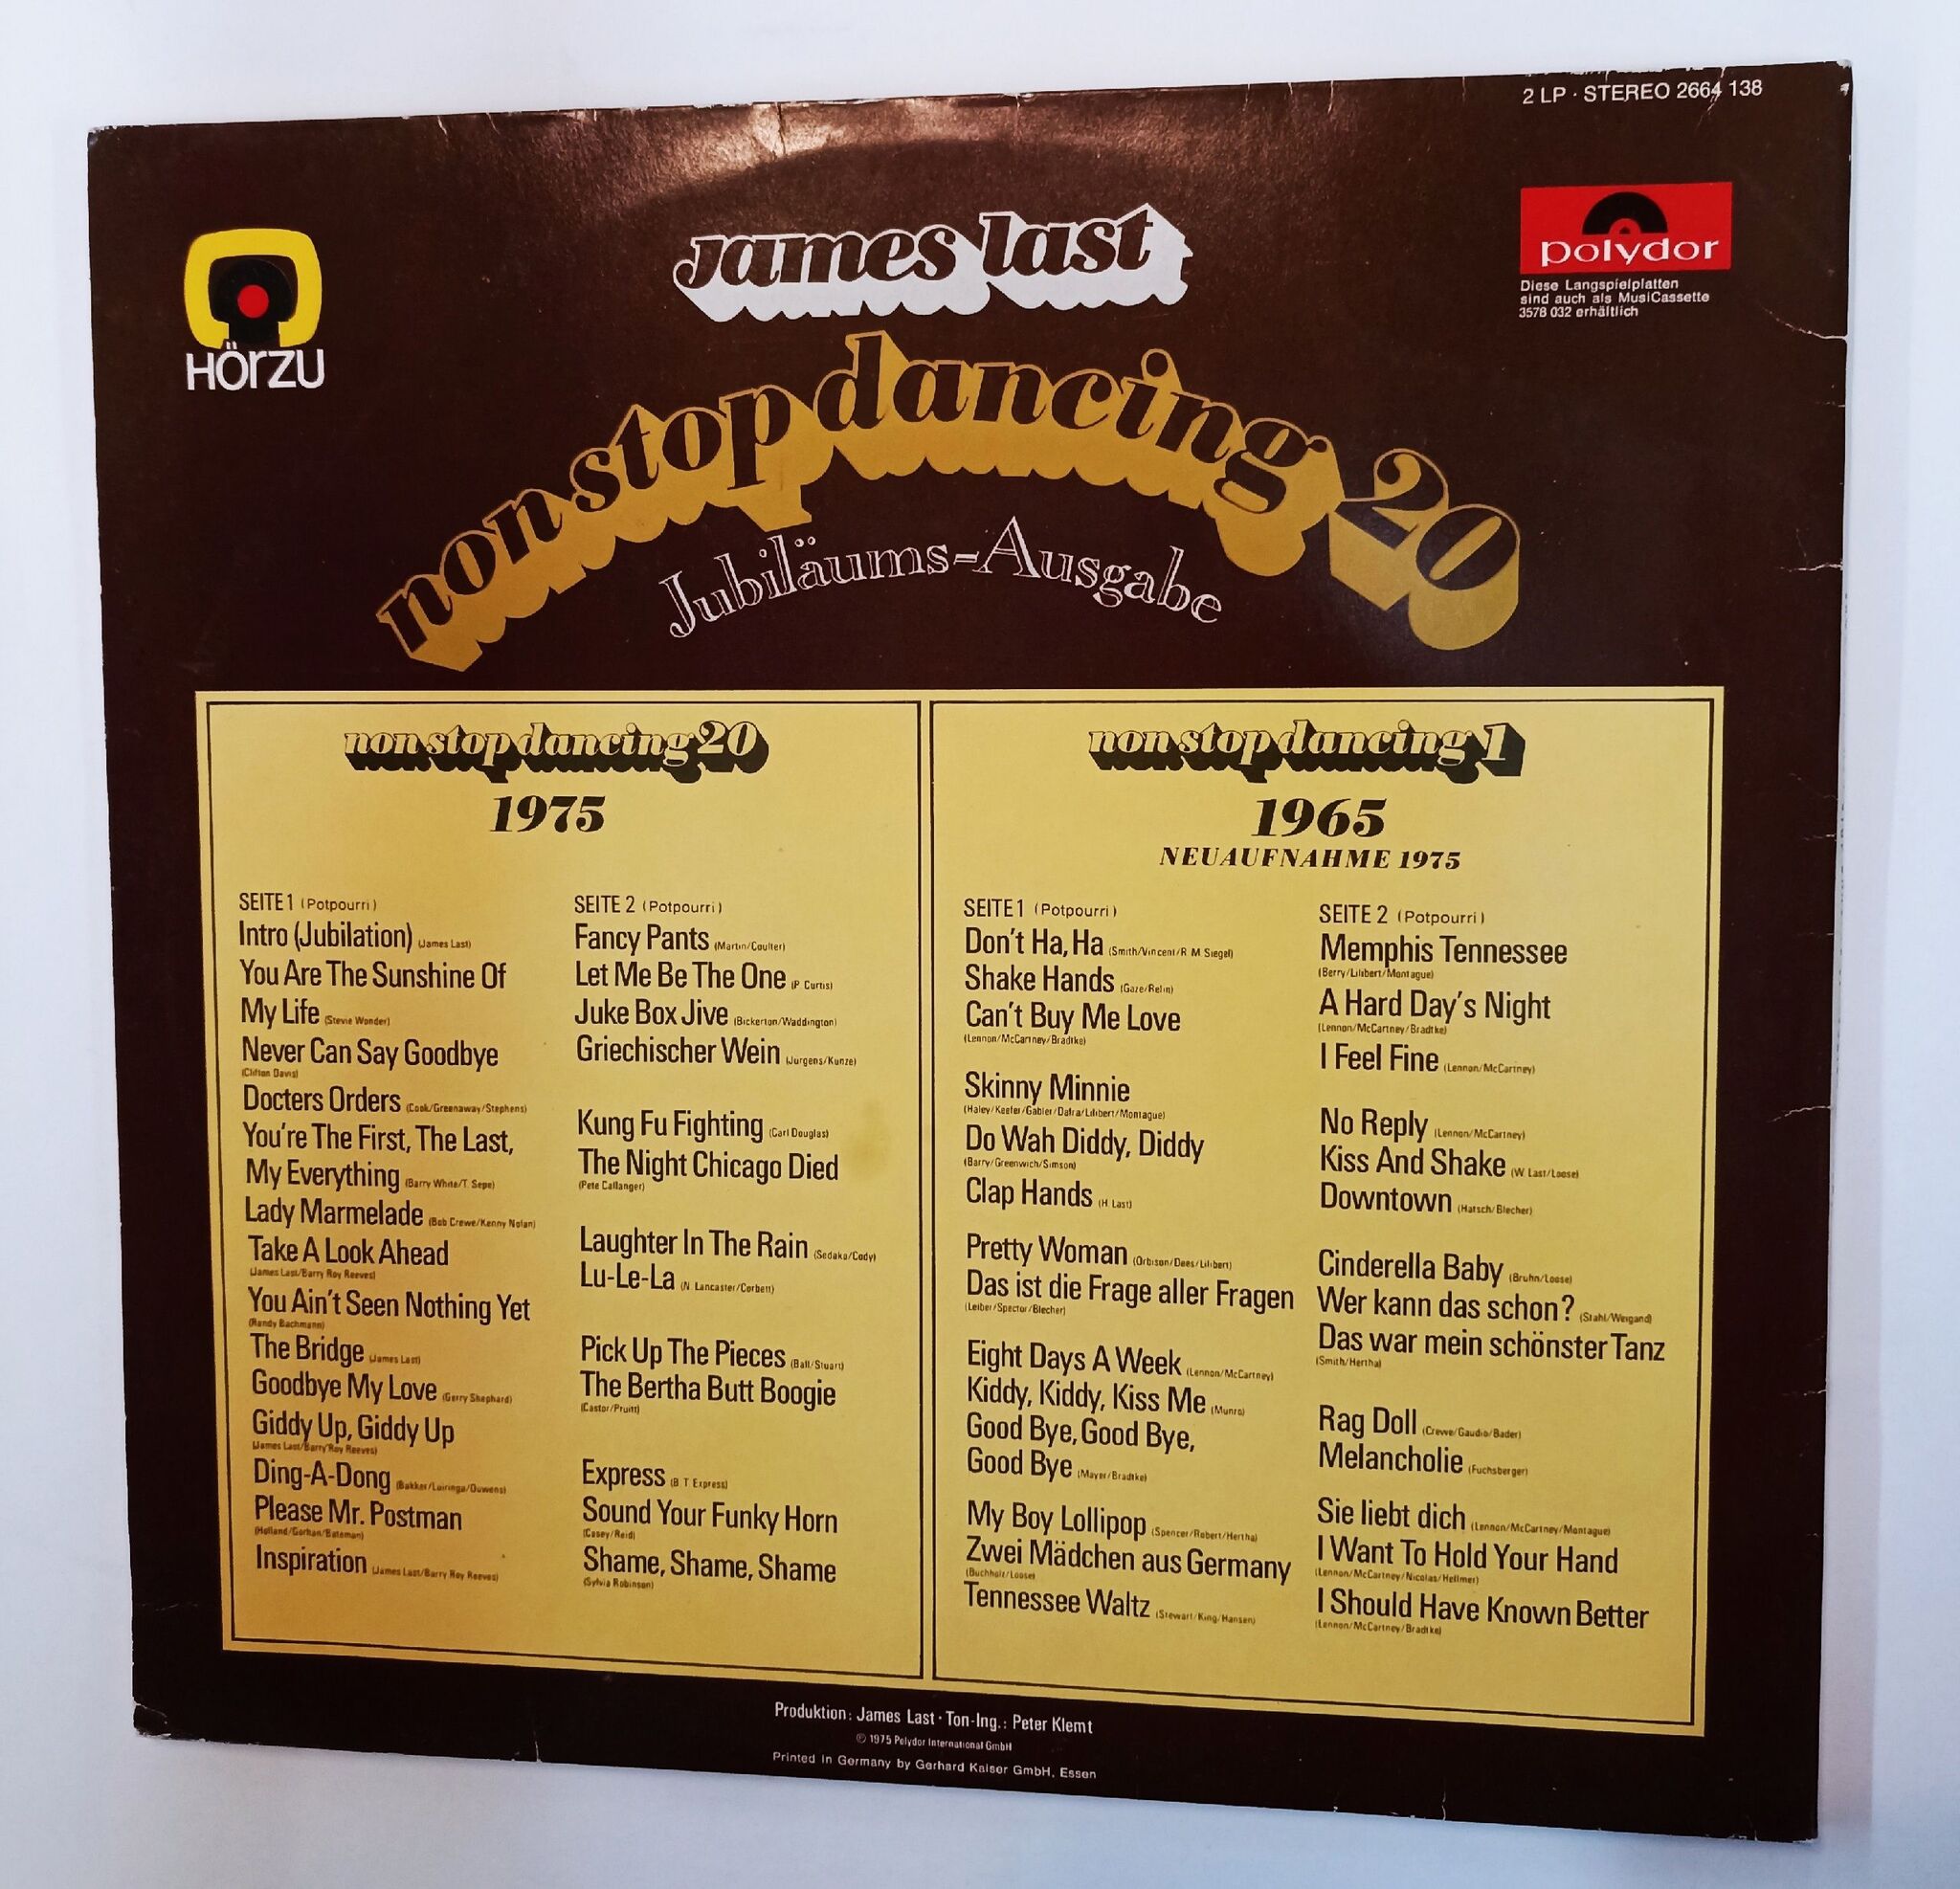 2 LP · STEREO 2664 138
HÖRZU
polydor
Diese Langspielplatten
sind auch als MusiCassette
3578 032 erhältlich
james last
non stop dancing 20
Jubiläums-Ausgabe
non stop dancing 20
1975
SEITE 1 (Potpourri)
Intro (Jubilation) (James Last)
You Are The Sunshine Of
My Life (Stevie Wonder)
Never Can Say Goodbye
(Clifton Davis)
Docters Orders (Cook/Greenaway/Stephens)
You're The First, The Last,
My Everything (Barry White/T. Sepe)
Lady Marmelade (Bob Crewe/Kenny Nolan)
Take A Look Ahead
(James Last/Barry Roy Reeves)
You Ain't Seen Nothing Yet
(Randy Bachmann)
The Bridge (James Last)
Goodbye My Love (Gerry Shephard)
Giddy Up, Giddy Up
(James Last/Barry Roy Reeves)
Ding-A-Dong (Bakker/Luiringa/Ouwens)
Please Mr. Postman
(Holland/Gorhan/Bateman)
Inspiration (James Last/Barry Roy Reeves)
SEITE 2 (Potpourri)
Fancy Pants (Martin/Coulter)
Let Me Be The One (P. Curtis)
Juke Box Jive (Bickerton/Waddington)
Griechischer Wein (Jurgens/Kunze)
Kung Fu Fighting (Carl Douglas)
The Night Chicago Died
(Pete Callanger)
Laughter In The Rain (Sedaka/Cody)
Lu-Le-La (N. Lancaster/Corbett)
Pick Up The Pieces (Ball/Stuart)
The Bertha Butt Boogie
(Castor/Pruitt)
Express (B. T. Express)
Sound Your Funky Horn
(Casey/Reid)
Shame, Shame, Shame
(Sylvia Robinson)
non stop dancing 1
1965
NEUAUFNAHME 1975
SEITE 1 (Potpourri)
Don't Ha, Ha (Smith/Vincent/R. M. Siegel)
Shake Hands (Gaze/Relin)
Can't Buy Me Love
(Lennon/McCartney/Bradtke)
Skinny Minnie
(Haley/Keefer/Gabler/Dafra/Lilibert/Montague)
Do Wah Diddy, Diddy
(Barry/Greenwich/Simson)
Clap Hands (H. Last)
Pretty Woman (Orbison/Dees/Lilibert)
Das ist die Frage aller Fragen
(Leiber/Spector/Blecher)
Eight Days A Week (Lennon/McCartney)
Kiddy, Kiddy, Kiss Me (Munro)
Good Bye, Good Bye,
Good Bye (Mayer/Bradtke)
My Boy Lollipop (Spencer/Robert/Hertha)
Zwei Mädchen aus Germany
(Buchholz/Loose)
Tennessee Waltz (Stewart/King/Hansen)
SEITE 2 (Potpourri)
Memphis Tennessee
(Berry/Lilibert/Montague)
A Hard Day's Night
(Lennon/McCartney/Bradtke)
I Feel Fine (Lennon/McCartney)
No Reply (Lennon/McCartney)
Kiss And Shake (W. Last/Loose)
Downtown (Hatsch/Blecher)
Cinderella Baby (Bruhn/Loose)
Wer kann das schon? (Stahl/Weigand)
Das war mein schönster Tanz
(Smith/Hertha)
Rag Doll (Crewe/Gaudio/Bader)
Melancholie (Fuchsberger)
Sie liebt dich (Lennon/McCartney/Montague)
I Want To Hold Your Hand
(Lennon/McCartney/Nicolas/Hellmer)
I Should Have Known Better
(Lennon/McCartney/Bradtke)
Produktion: James Last · Ton-Ing.: Peter Klemt
℗ 1975 Polydor International GmbH
Printed in Germany by Gerhard Kaiser GmbH, Essen